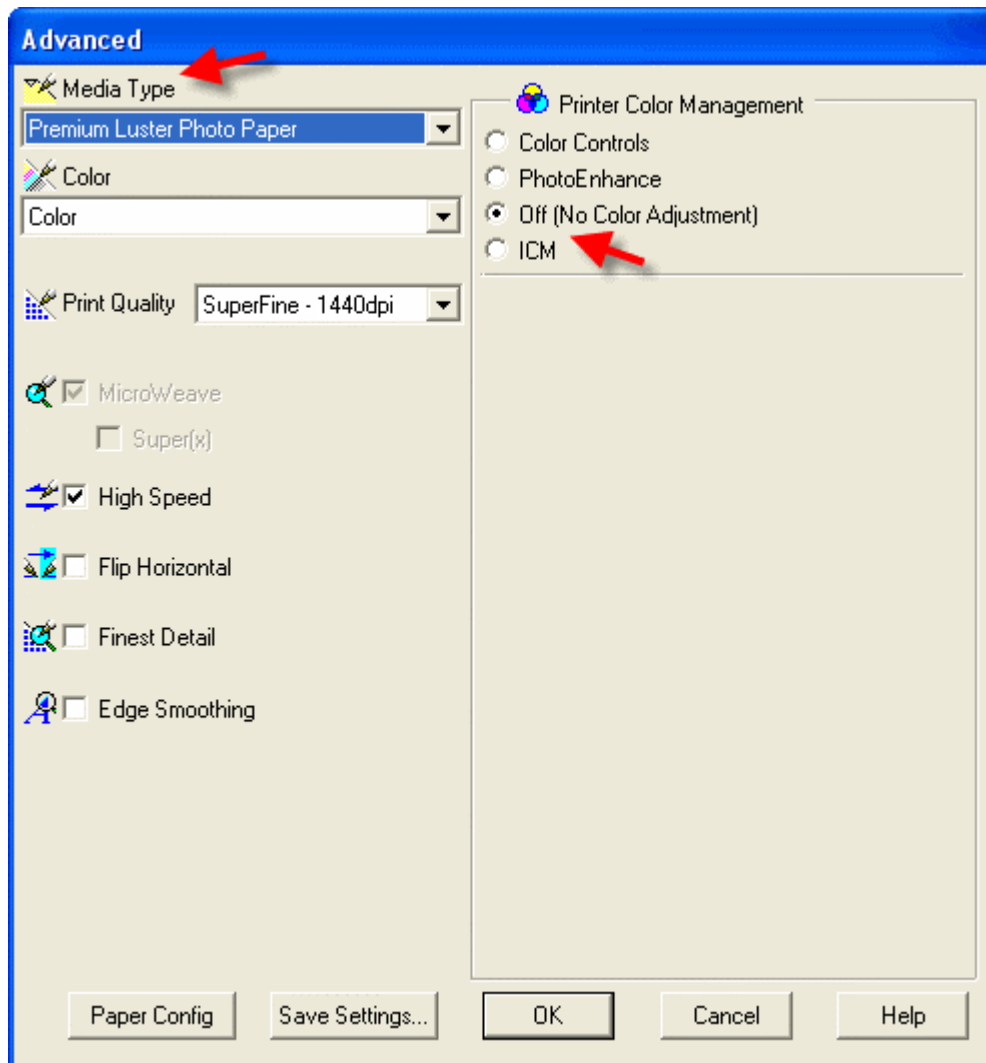 Advanced
Media Type
Premium Luster Photo Paper
Color
Color
Print Quality SuperFine - 1440dpi
MicroWeave
Super(x)
High Speed
Flip Horizontal
Finest Detail
Edge Smoothing
Printer Color Management
Color Controls
PhotoEnhance
Off (No Color Adjustment)
ICM
Paper Config Save Settings... OK Cancel Help